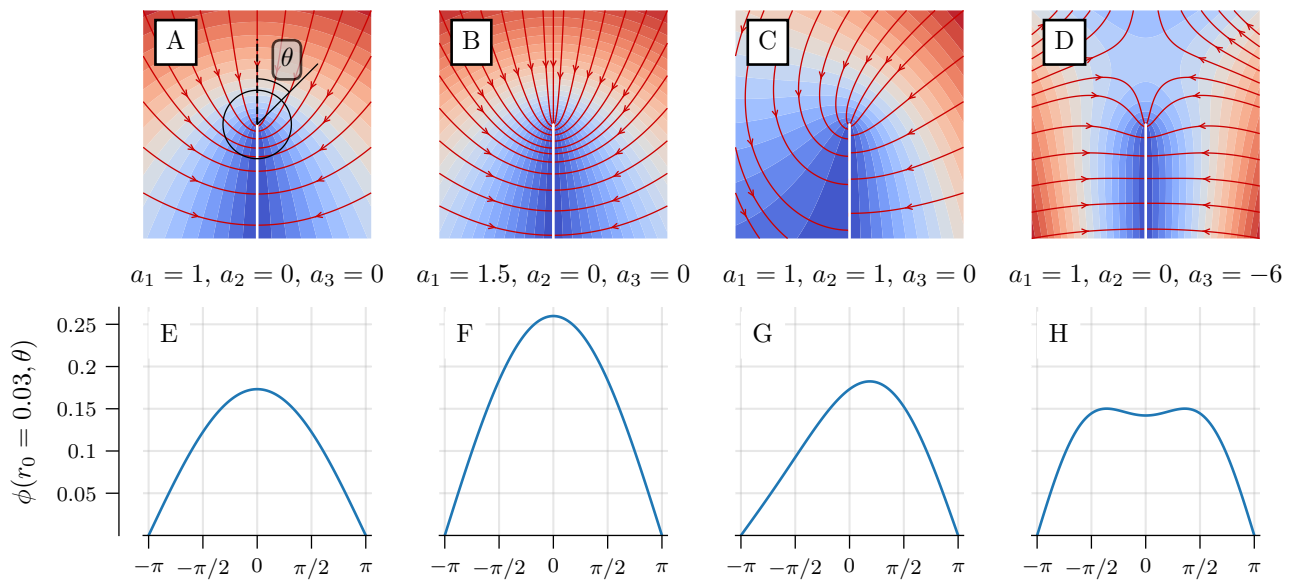 A
B
C
D
θ
a₁ = 1, a₂ = 0, a₃ = 0
a₁ = 1.5, a₂ = 0, a₃ = 0
a₁ = 1, a₂ = 1, a₃ = 0
a₁ = 1, a₂ = 0, a₃ = −6
E
F
G
H
ϕ(r₀ = 0.03, θ)
0.25
0.2
0.15
0.1
0.05
−π −π/2 0 π/2 π
−π −π/2 0 π/2 π
−π −π/2 0 π/2 π
−π −π/2 0 π/2 π